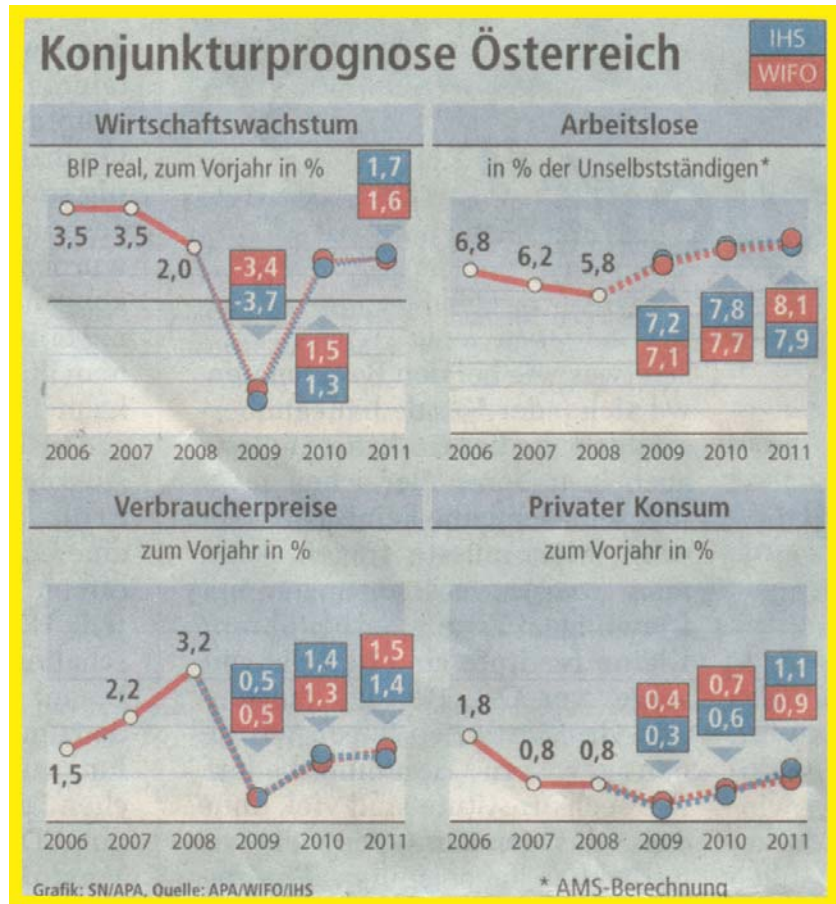 Konjunkturprognose Österreich
IHS
WIFO
Wirtschaftswachstum
BIP real, zum Vorjahr in %
1,7
1,6
3,5
3,5
2,0
-3,4
-3,7
1,5
1,3
2006 2007 2008 2009 2010 2011
Arbeitslose
in % der Unselbstständigen*
6,8
6,2
5,8
7,2
7,1
7,8
7,7
8,1
7,9
2006 2007 2008 2009 2010 2011
Verbraucherpreise
zum Vorjahr in %
1,5
2,2
3,2
0,5
0,5
1,4
1,3
1,5
1,4
2006 2007 2008 2009 2010 2011
Privater Konsum
zum Vorjahr in %
1,8
0,8
0,8
0,4
0,3
0,7
0,6
1,1
0,9
2006 2007 2008 2009 2010 2011
Grafik: SN/APA, Quelle: APA/WIFO/IHS
* AMS-Berechnung